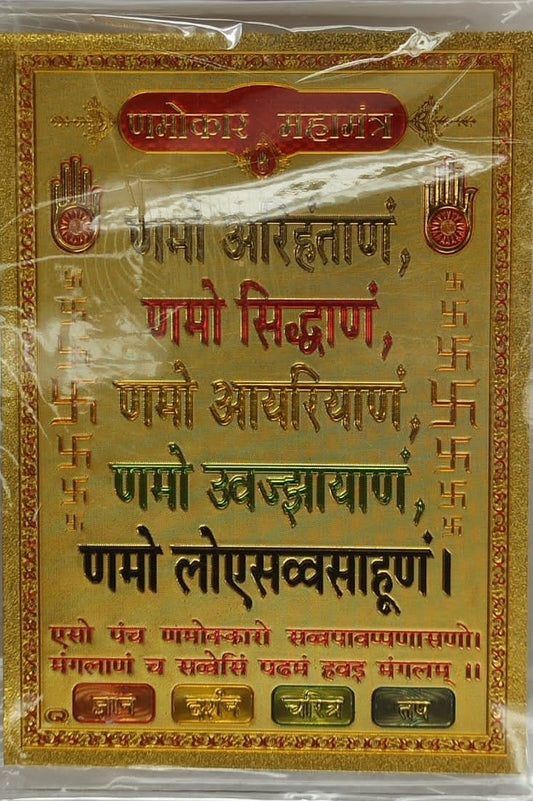 णमोकार महामंत्र
णमो अरिहंताणं,
णमो सिद्धाणं,
णमो आयरियाणं,
णमो उवज्झायाणं,
णमो लोएसव्वसाहूणं।
एसो पंच णमोक्कारो सव्वपावप्पणासणो।
मंगलाणं च सव्वेसिं पढमं हवइ मंगलम् ।।
ज्ञान दर्शन चरित्र तप